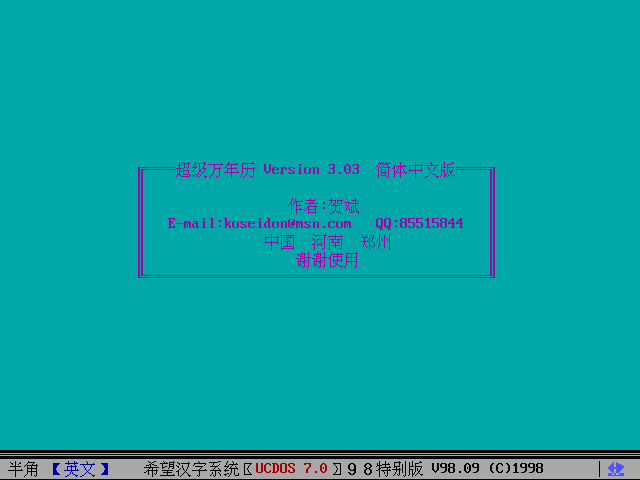 超级万年历 Version 3.03 简体中文版
作者:贺斌
E-mail:koseidon@msn.com QQ:85515844
中国 河南 郑州
谢谢使用
半角 【英文】 希望汉字系统〖UCDOS 7.0〗９８特别版 V98.09 (C)1998